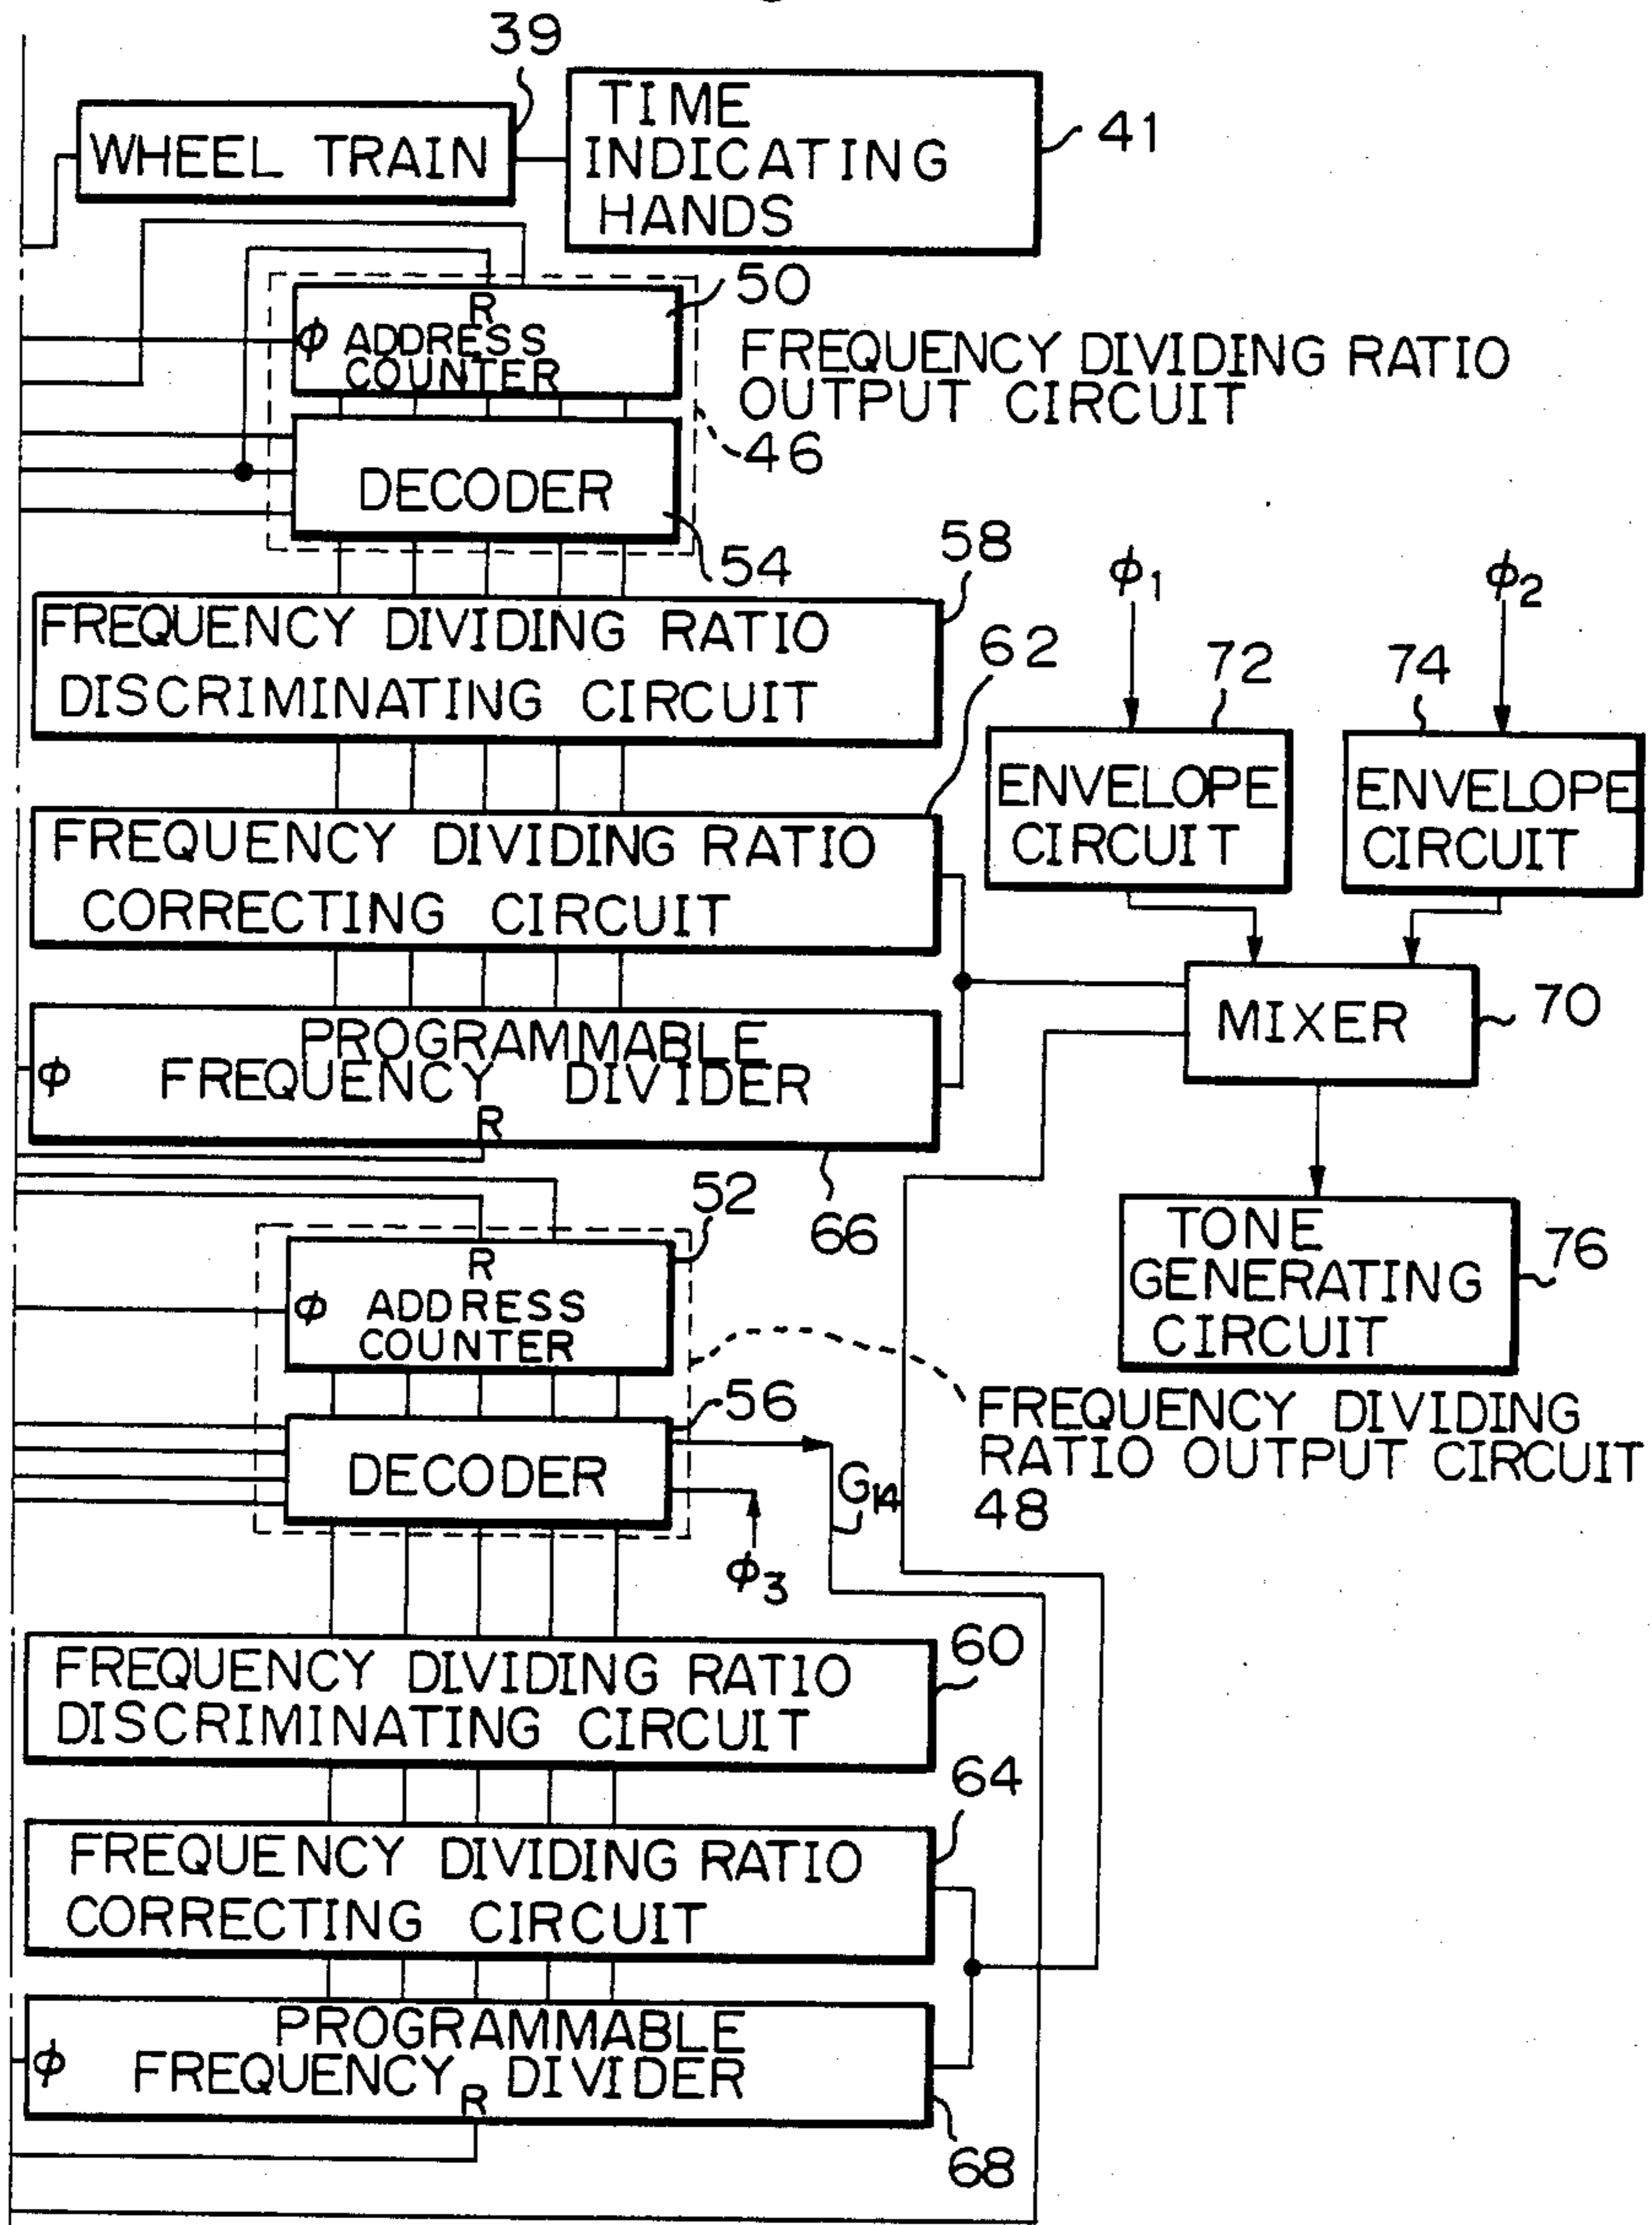 39
WHEEL TRAIN
TIME
INDICATING
HANDS
41
R
50
ϕ ADDRESS
COUNTER
FREQUENCY DIVIDING RATIO
OUTPUT CIRCUIT
46
DECODER
54
58
FREQUENCY DIVIDING RATIO
DISCRIMINATING CIRCUIT
62
ϕ1
ϕ2
72
74
ENVELOPE
CIRCUIT
ENVELOPE
CIRCUIT
FREQUENCY DIVIDING RATIO
CORRECTING CIRCUIT
MIXER
70
PROGRAMMABLE
ϕ FREQUENCY DIVIDER
R
66
52
R
ϕ ADDRESS
COUNTER
TONE
GENERATING
CIRCUIT
76
56
DECODER
G14
ϕ3
FREQUENCY DIVIDING
RATIO OUTPUT CIRCUIT
48
60
FREQUENCY DIVIDING RATIO
DISCRIMINATING CIRCUIT
64
FREQUENCY DIVIDING RATIO
CORRECTING CIRCUIT
PROGRAMMABLE
ϕ FREQUENCY DIVIDER
R
68